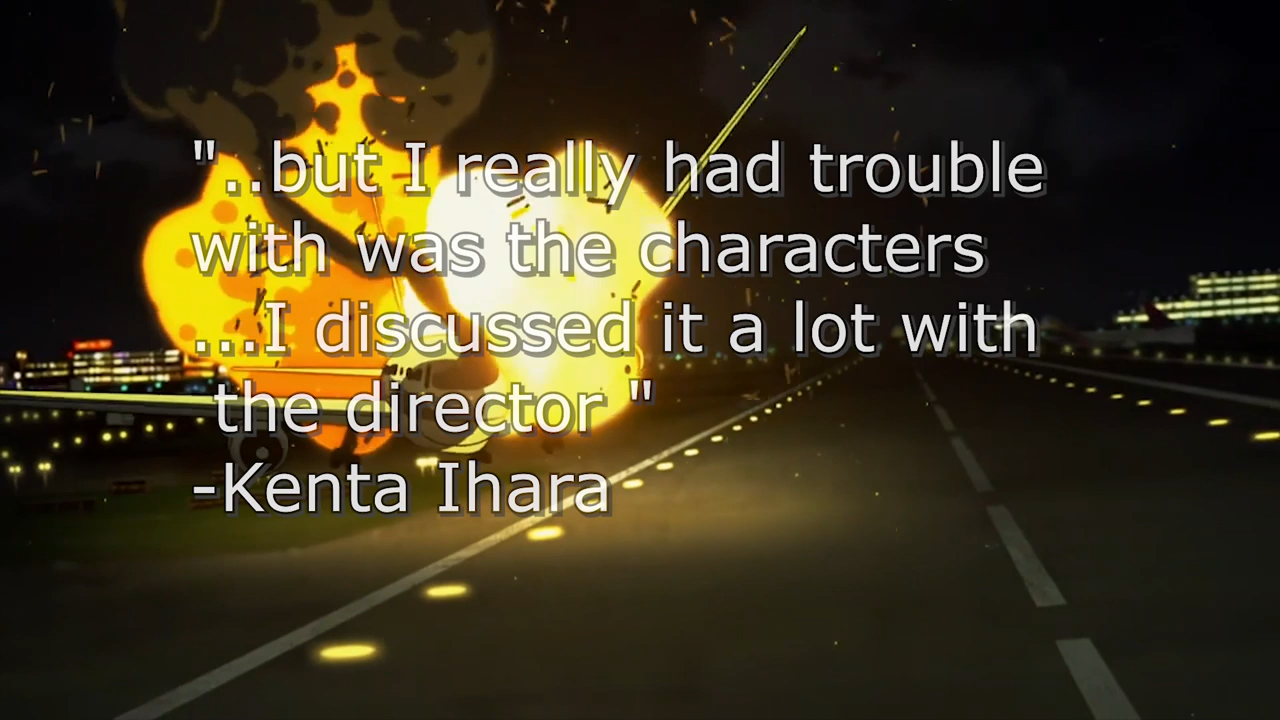 " ..but I really had trouble
with was the characters
...I discussed it a lot with
the director "
-Kenta Ihara